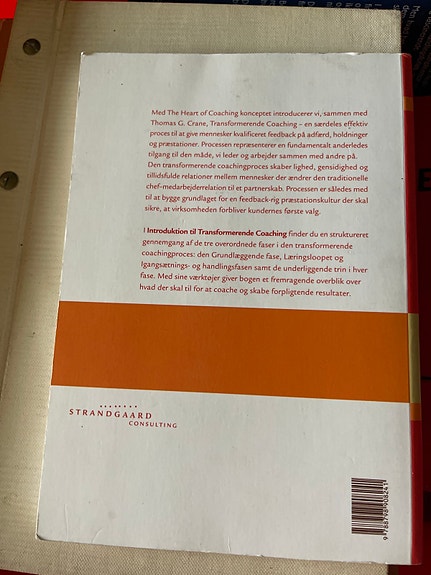 Med The Heart of Coaching konceptet introducerer vi, sammen med
Thomas G. Crane, Transformerende Coaching – en særdeles effektiv
proces til at give mennesker kvalificeret feedback på adfærd, holdninger
og præstationer. Processen repræsenterer en fundamentalt anderledes
tilgang til den måde, vi leder og arbejder sammen med andre på.
Den transformerende coachingproces skaber lighed, gensidighed og
tillidsfulde relationer mellem mennesker der ændrer den traditionelle
chef-medarbejderrelation til et partnerskab. Processen er således med
til at bygge grundlaget for en feedback-rig præstationskultur der skal
sikre, at virksomheden forbliver kundernes første valg.
I Introduktion til Transformerende Coaching finder du en struktureret
gennemgang af de tre overordnede faser i den transformerende
coachingproces: den Grundlæggende fase, Læringsloopet og
Igangsætnings- og handlingsfasen samt de underliggende trin i hver
fase. Med sine værktøjer giver bogen et fremragende overblik over
hvad der skal til for at coache og skabe forpligtende resultater.
STRANDGAARD
CONSULTING
9 788798 908241